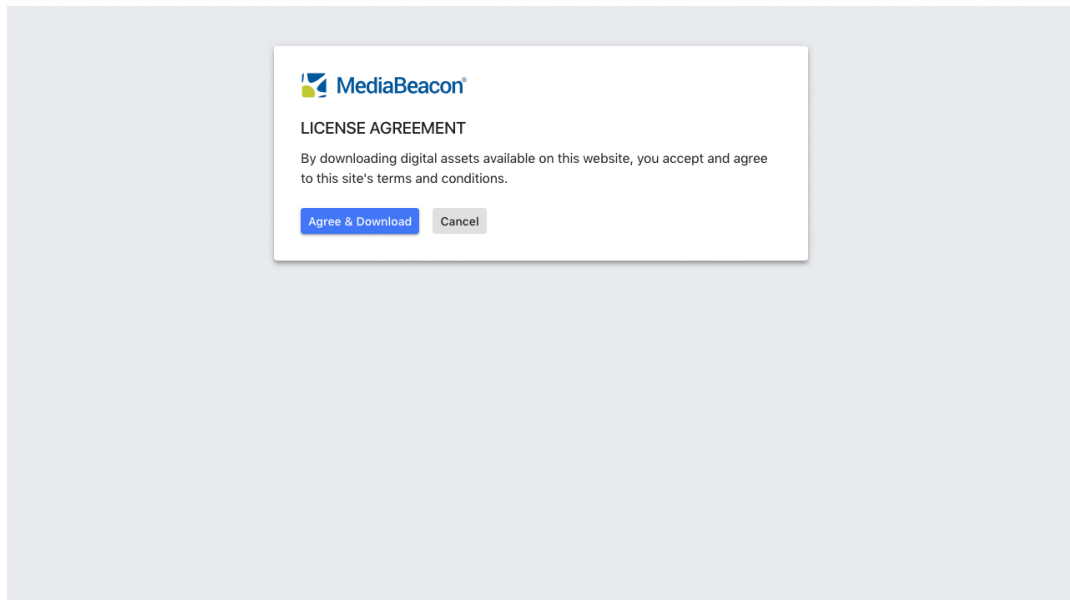 MediaBeacon®
LICENSE AGREEMENT
By downloading digital assets available on this website, you accept and agree
to this site's terms and conditions.
Agree & Download
Cancel